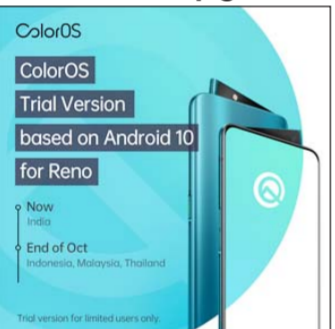 ColorOS
ColorOS
Trial Version
based on Android 10
for Reno
Now
India
End of Oct
Indonesia, Malaysia, Thailand
Trial version for limited users only.